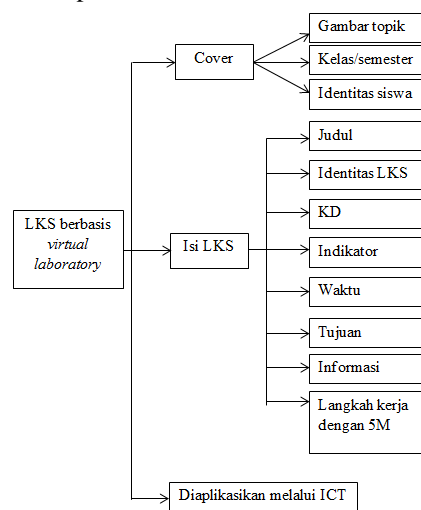 Gambar topik
Cover
Kelas/semester
Identitas siswa
Judul
Identitas LKS
LKS berbasis
virtual
laboratory
Isi LKS
KD
Indikator
Waktu
Tujuan
Informasi
Langkah kerja
dengan 5M
Diaplikasikan melalui ICT